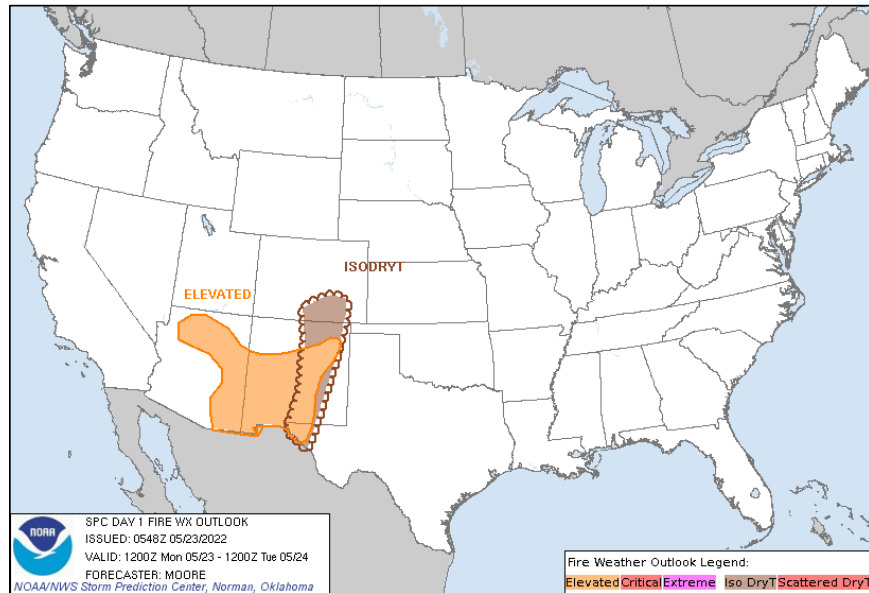 ISODRYT
ELEVATED
SPC DAY 1 FIRE WX OUTLOOK
ISSUED: 0548Z 05/23/2022
VALID: 1200Z Mon 05/23 - 1200Z Tue 05/24
FORECASTER: MOORE
NOAA
NOAA/NWS Storm Prediction Center, Norman, Oklahoma
Fire Weather Outlook Legend:
Elevated Critical Extreme Iso DryT Scattered DryT